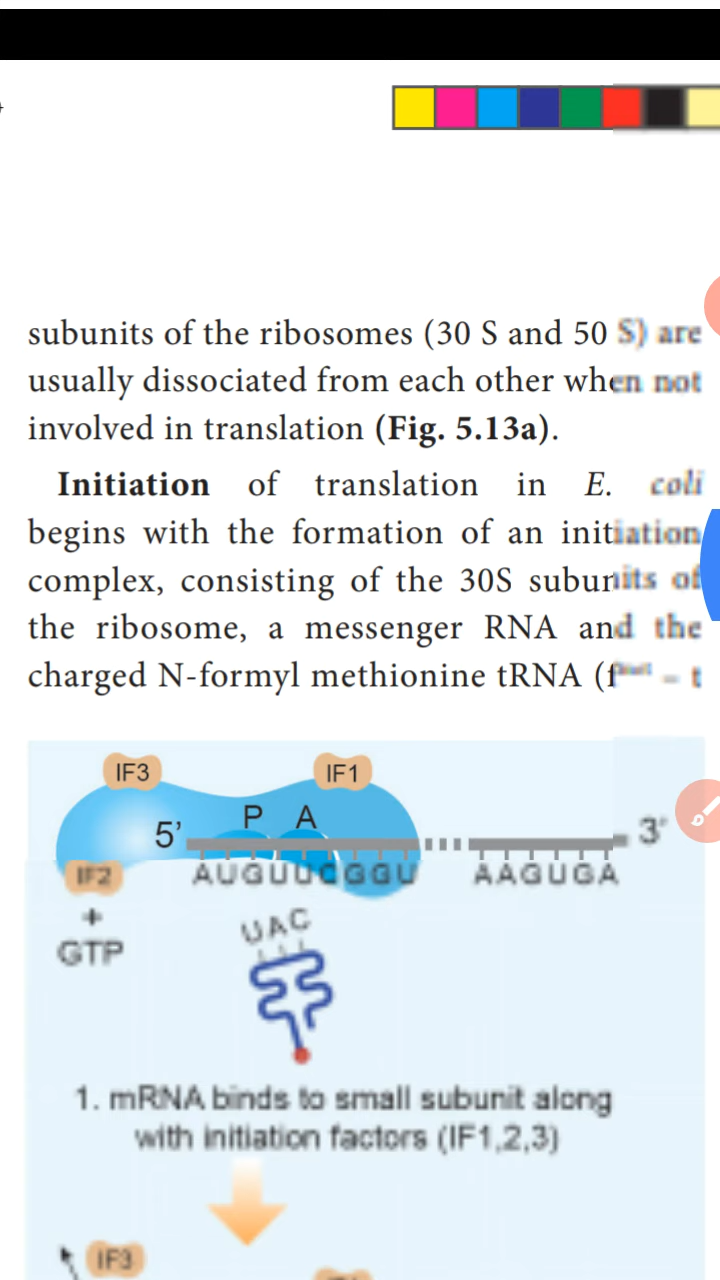 subunits of the ribosomes (30 S and 50 S) are
usually dissociated from each other when not
involved in translation (Fig. 5.13a).
Initiation of translation in E. coli
begins with the formation of an initiation
complex, consisting of the 30S subunits of
the ribosome, a messenger RNA and the
charged N-formyl methionine tRNA (fmet – t
IF3 IF1
P A
5’ 3’
IF2 AUGUUCGGU AAGUGA
+
GTP
UAC
1. mRNA binds to small subunit along
with initiation factors (IF1,2,3)
IF3